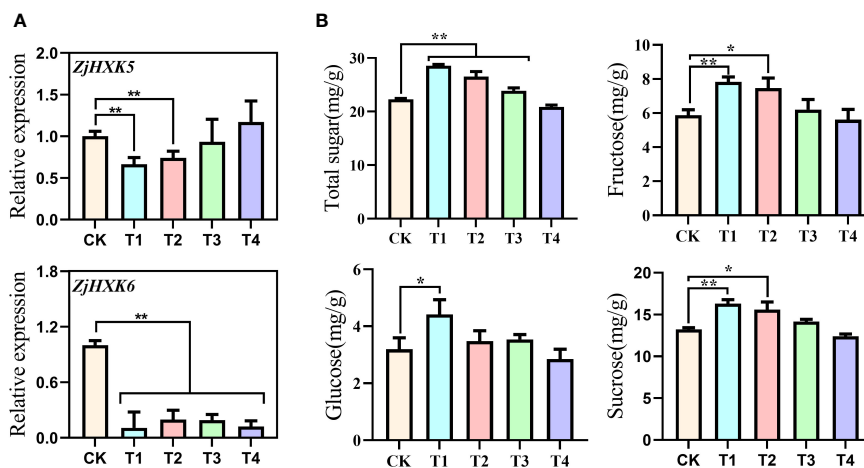 A
B
ZjHXK5
Relative expression
2.0
1.5
1.0
0.5
0.0
**
**
CK T1 T2 T3 T4
Total sugar(mg/g)
30
20
10
0
**
CK T1 T2 T3 T4
Fructose(mg/g)
10
8
6
4
2
0
*
**
CK T1 T2 T3 T4
ZjHXK6
Relative expression
1.8
1.2
0.6
0.0
**
CK T1 T2 T3 T4
Glucose(mg/g)
6
4
2
0
*
CK T1 T2 T3 T4
Sucrose(mg/g)
20
15
10
5
0
*
**
CK T1 T2 T3 T4